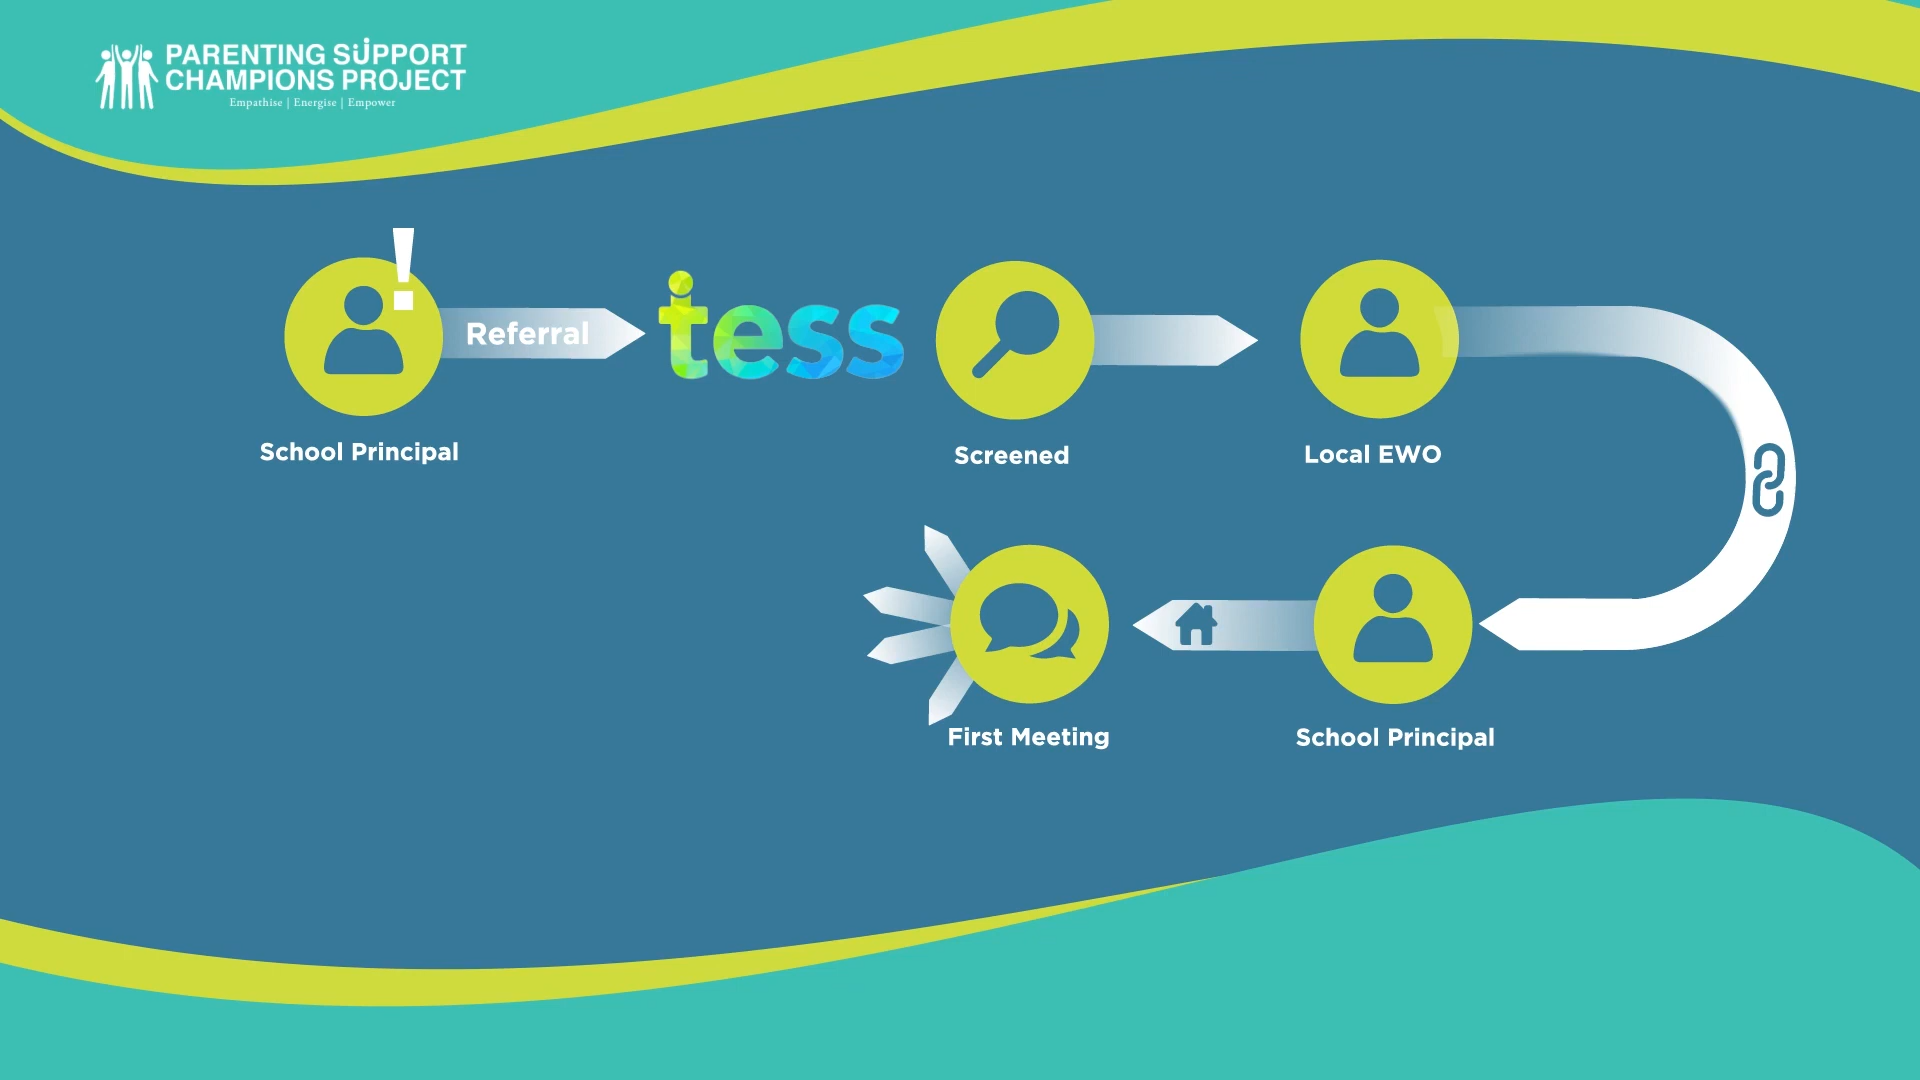 PARENTING SUPPORT
CHAMPIONS PROJECT
Empathise | Energise | Empower
!
Referral
tess
School Principal
Screened
Local EWO
First Meeting
School Principal